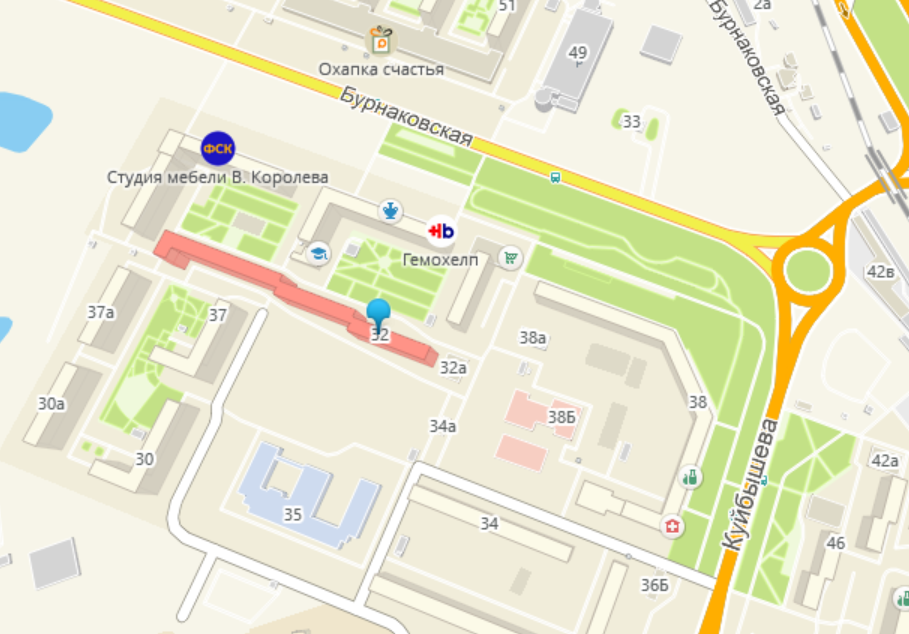 51
2а
49
Охапка счастья
Бурнаковская
Бурнаковская
33
ФСК
Студия мебели В. Королева
b
Гемохелп
42в
37а
37
32
38а
32а
30а
38
34а
38Б
30
42а
35
34
Куйбышева
46
36Б